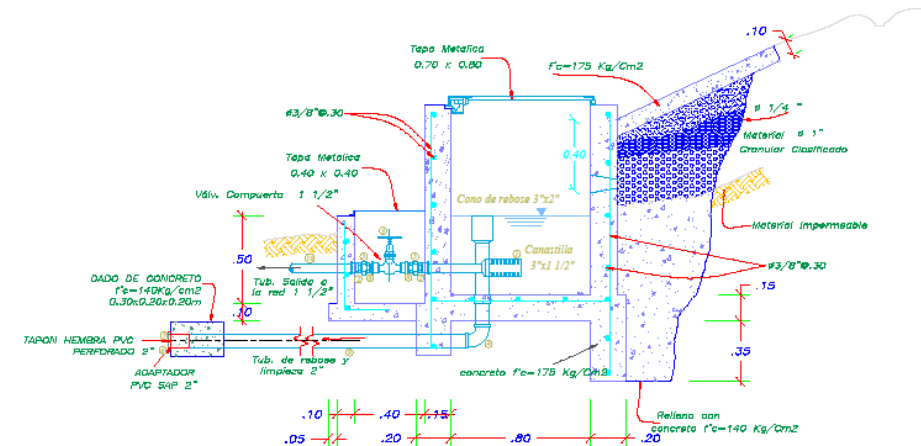 .10
Tapa Metalica
0.70 x 0.80
f'c=175 Kg/Cm2
ø 1/4 "
ø3/8"@.30
Material ø 1"
Granular Clasificado
0.40
Tapa Metalica
0.40 x 0.40
Válv. Compuerta 1 1/2"
Cono de rebose 3"x2"
Material Impermeable
Canastilla
3"x1 1/2"
.50
ø3/8"@.30
DADO DE CONCRETO
f'c=140Kg/cm2
0.30x0.20x0.20m
Tub. Salida a
la red 1 1/2"
.15
.10
TAPON HEMBRA PVC
PERFORADO 2"
.35
Tub. de rebose y
limpieza 2"
ADAPTADOR
PVC SAP 2"
concreto f'c=175 Kg/Cm2
.10
.40
.15
Relleno con
concreto f'c=140 Kg/Cm2
.05
.20
.80
.20